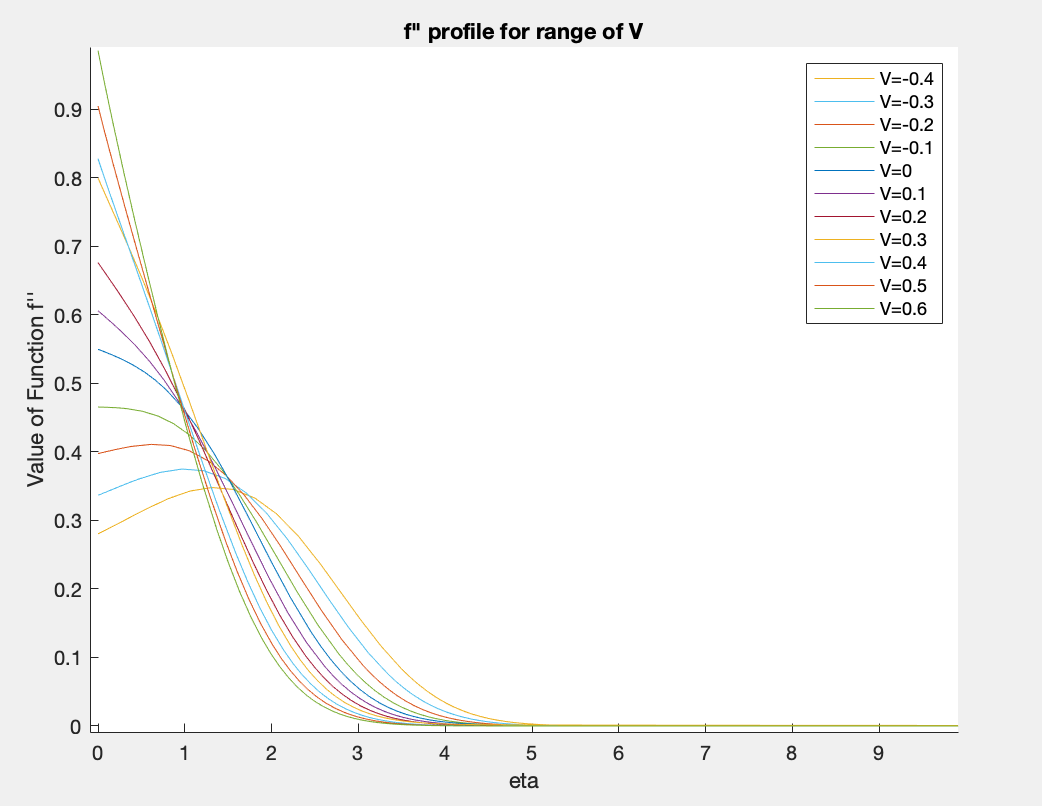 f" profile for range of V
Value of Function f''
0.9
0.8
0.7
0.6
0.5
0.4
0.3
0.2
0.1
0
0 1 2 3 4 5 6 7 8 9
eta
V=-0.4
V=-0.3
V=-0.2
V=-0.1
V=0
V=0.1
V=0.2
V=0.3
V=0.4
V=0.5
V=0.6